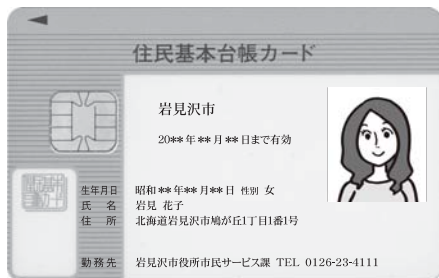 住民基本台帳カード
岩見沢市
20**年**月**日まで有効
生年月日 昭和**年**月**日 性別 女
氏 名 岩見 花子
住 所 北海道岩見沢市鳩が丘1丁目1番1号
勤務先 岩見沢市役所市民サービス課 TEL 0126-23-4111